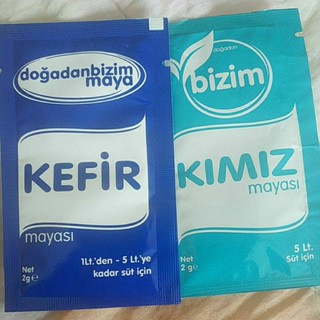 doğadanbizim
maya
KEFİR
mayası
1Lt.'den - 5 Lt.'ye
kadar süt için
Net
2g e
doğadan
bizim
KIMIZ
mayası
Net
2 g e
5 Lt.
Süt için